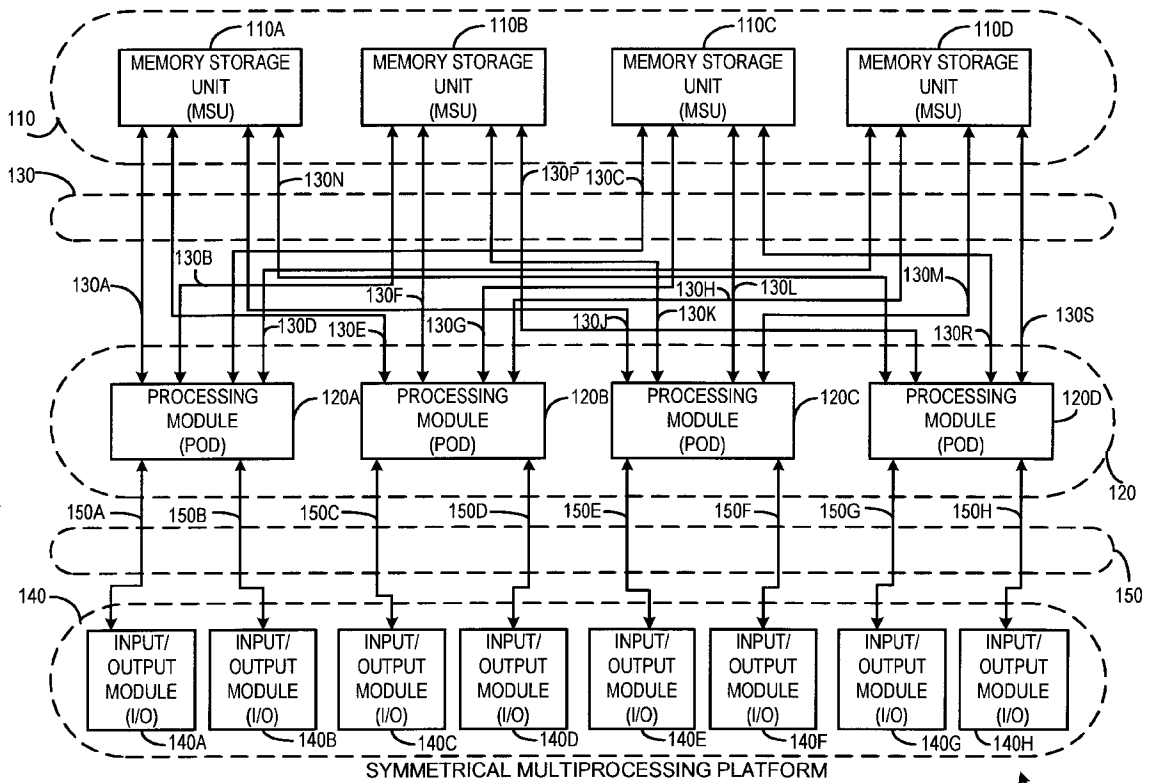 110A
110B
110C
110D
MEMORY STORAGE
UNIT
(MSU)
MEMORY STORAGE
UNIT
(MSU)
MEMORY STORAGE
UNIT
(MSU)
MEMORY STORAGE
UNIT
(MSU)
110
130
130N
130P
130C
130A
130B
130F
130H
130L
130M
130D
130E
130G
130J
130K
130R
130S
PROCESSING
MODULE
(POD)
120A
PROCESSING
MODULE
(POD)
120B
PROCESSING
MODULE
(POD)
120C
PROCESSING
MODULE
(POD)
120D
120
150A
150B
150C
150D
150E
150F
150G
150H
150
140
INPUT/
OUTPUT
MODULE
(I/O)
INPUT/
OUTPUT
MODULE
(I/O)
INPUT/
OUTPUT
MODULE
(I/O)
INPUT/
OUTPUT
MODULE
(I/O)
INPUT/
OUTPUT
MODULE
(I/O)
INPUT/
OUTPUT
MODULE
(I/O)
INPUT/
OUTPUT
MODULE
(I/O)
INPUT/
OUTPUT
MODULE
(I/O)
140A
140B
140C
140D
140E
140F
140G
140H
SYMMETRICAL MULTIPROCESSING PLATFORM